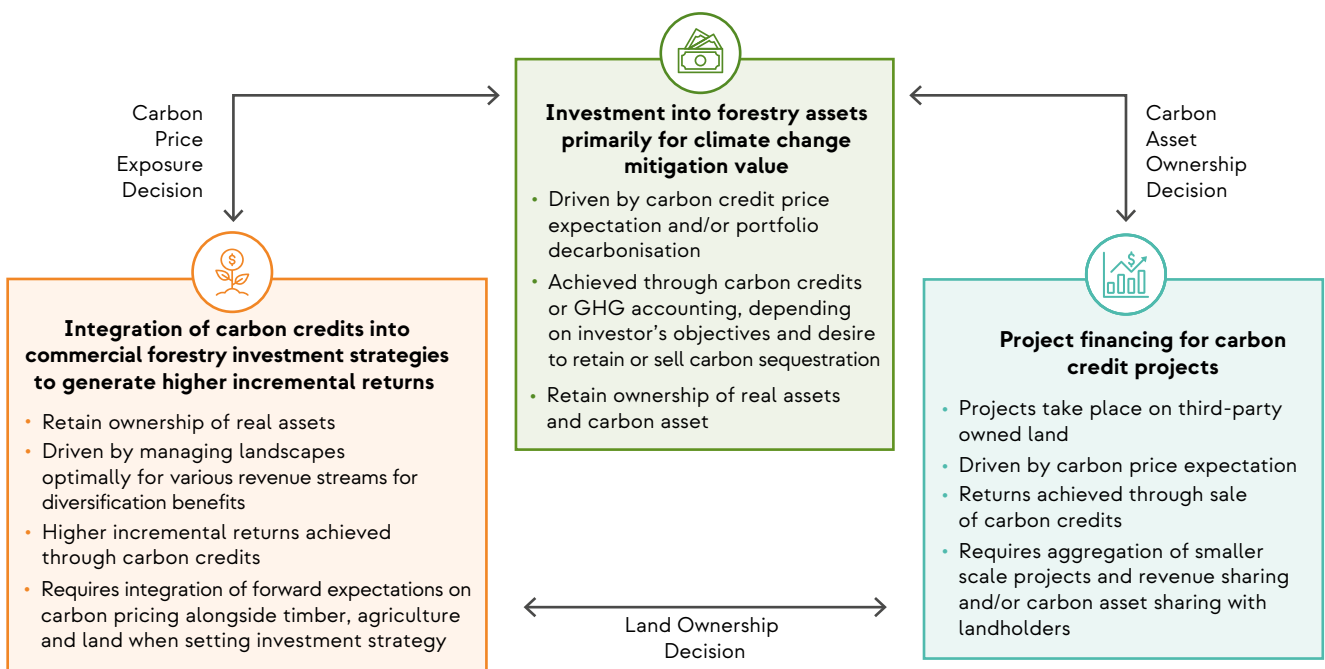 Carbon
Price
Exposure
Decision
Investment into forestry assets
primarily for climate change
mitigation value
• Driven by carbon credit price
expectation and/or portfolio
decarbonisation
• Achieved through carbon credits
or GHG accounting, depending
on investor’s objectives and desire
to retain or sell carbon sequestration
• Retain ownership of real assets
and carbon asset
Carbon
Asset
Ownership
Decision
$
Integration of carbon credits into
commercial forestry investment strategies
to generate higher incremental returns
• Retain ownership of real assets
• Driven by managing landscapes
optimally for various revenue streams for
diversification benefits
• Higher incremental returns achieved
through carbon credits
• Requires integration of forward expectations on
carbon pricing alongside timber, agriculture
and land when setting investment strategy
$
Project financing for carbon
credit projects
• Projects take place on third-party
owned land
• Driven by carbon price expectation
• Returns achieved through sale
of carbon credits
• Requires aggregation of smaller
scale projects and revenue sharing
and/or carbon asset sharing with
landholders
Land Ownership
Decision